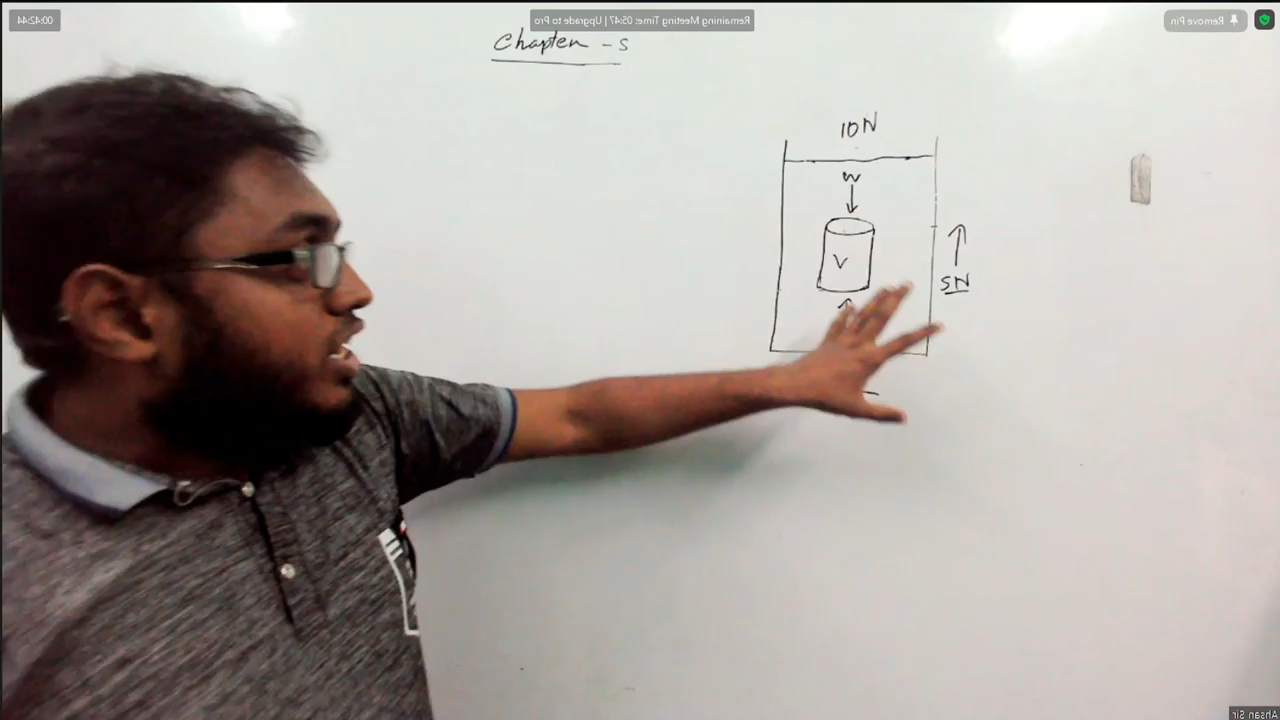 00:42:44
Remaining Meeting Time: 05:47 | Upgrade to Pro
Remove Pin
Chapter - 5
10N
W
V
5N
Ahsan Sir